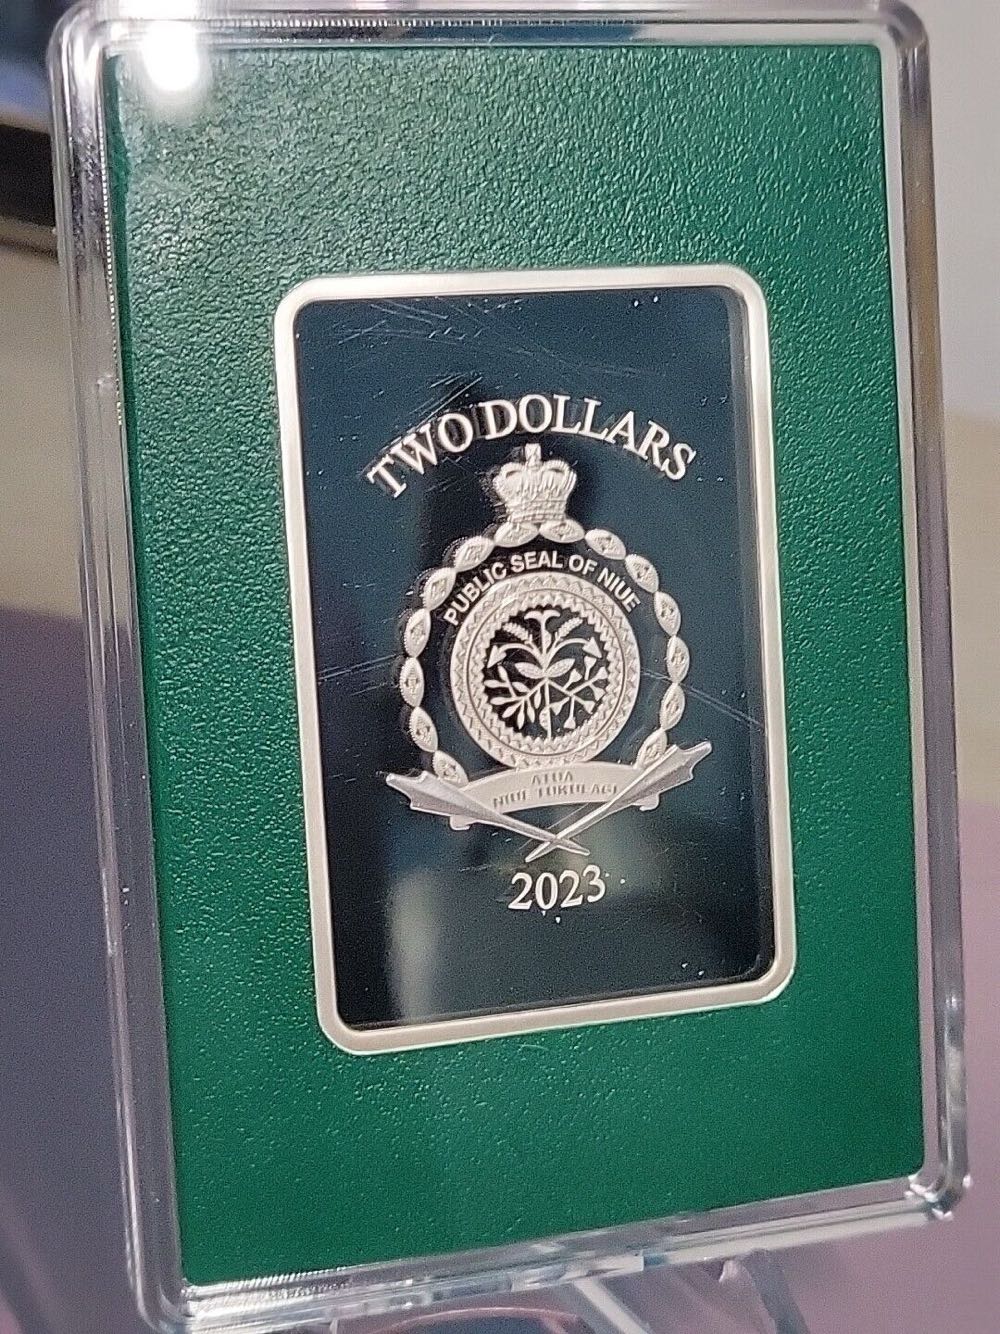 TWO DOLLARS
PUBLIC SEAL OF NIUE
ATUA
NIUE TUKULAGI
2023